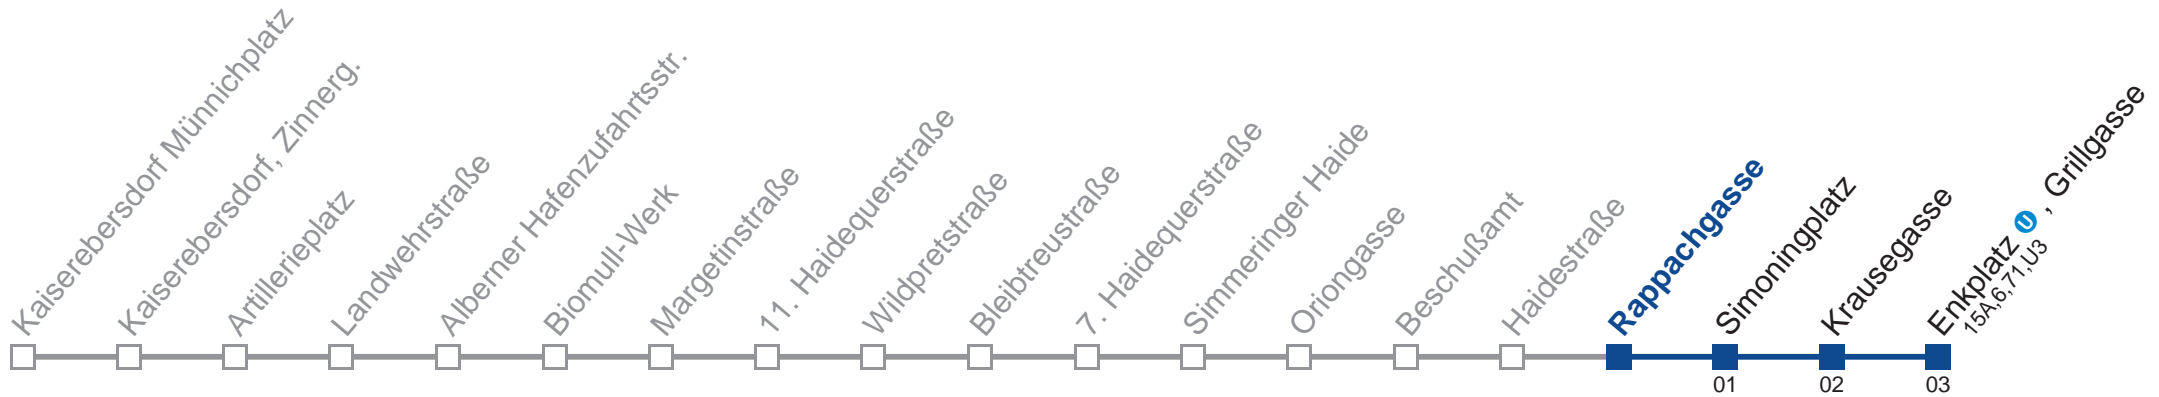 Kaiserebersdorf Münnichplatz
Kaiserebersdorf, Zinnerg.
Artillerieplatz
Landwehrstraße
Alberner Hafenzufahrtsstr.
Biomull-Werk
Margetinstraße
11. Haidequerstraße
Wildpretstraße
Bleibtreustraße
7. Haidequerstraße
Simmeringer Haide
Oriongasse
Beschußamt
Haidestraße
Rappachgasse
Simoningplatz
Krausegasse
Enkplatz U , Grillgasse
15A,6,71,U3
01
02
03